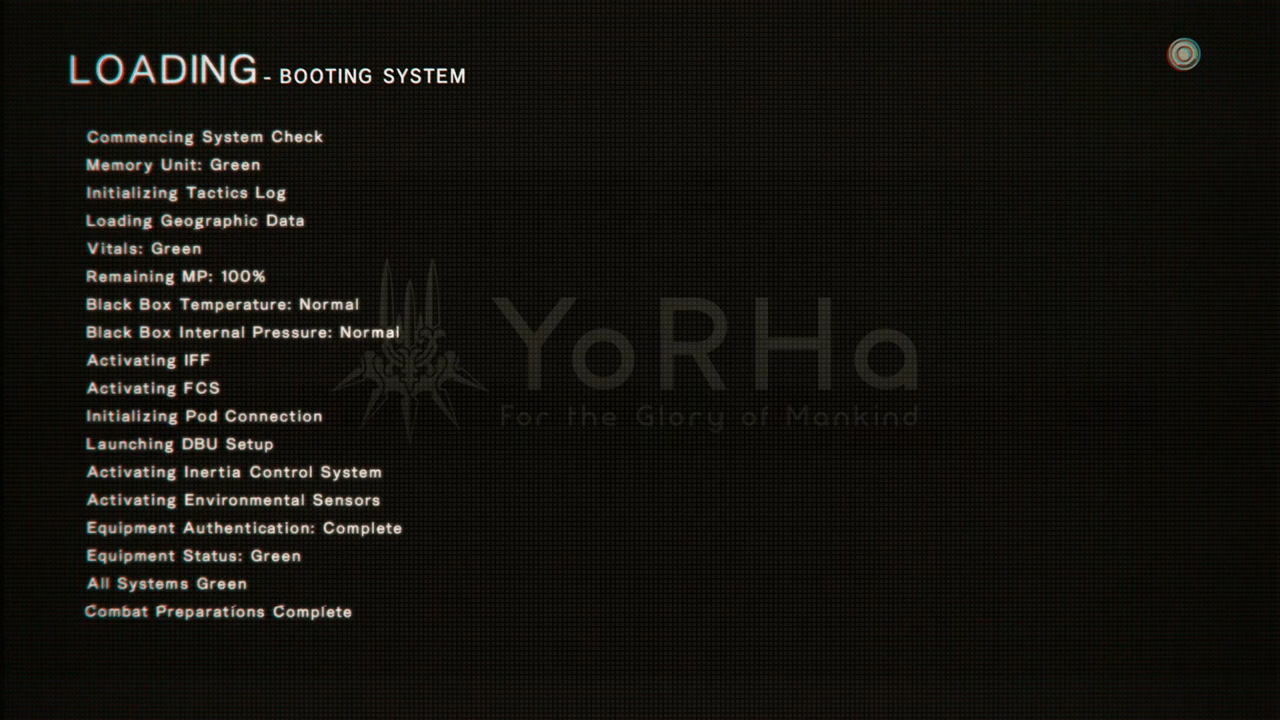 LOADING - BOOTING SYSTEM
Commencing System Check
Memory Unit: Green
Initializing Tactics Log
Loading Geographic Data
Vitals: Green
Remaining MP: 100%
Black Box Temperature: Normal
Black Box Internal Pressure: Normal
Activating IFF
Activating FCS
Initializing Pod Connection
Launching DBU Setup
Activating Inertia Control System
Activating Environmental Sensors
Equipment Authentication: Complete
Equipment Status: Green
All Systems Green
Combat Preparations Complete
YoRHa
For the Glory of Mankind